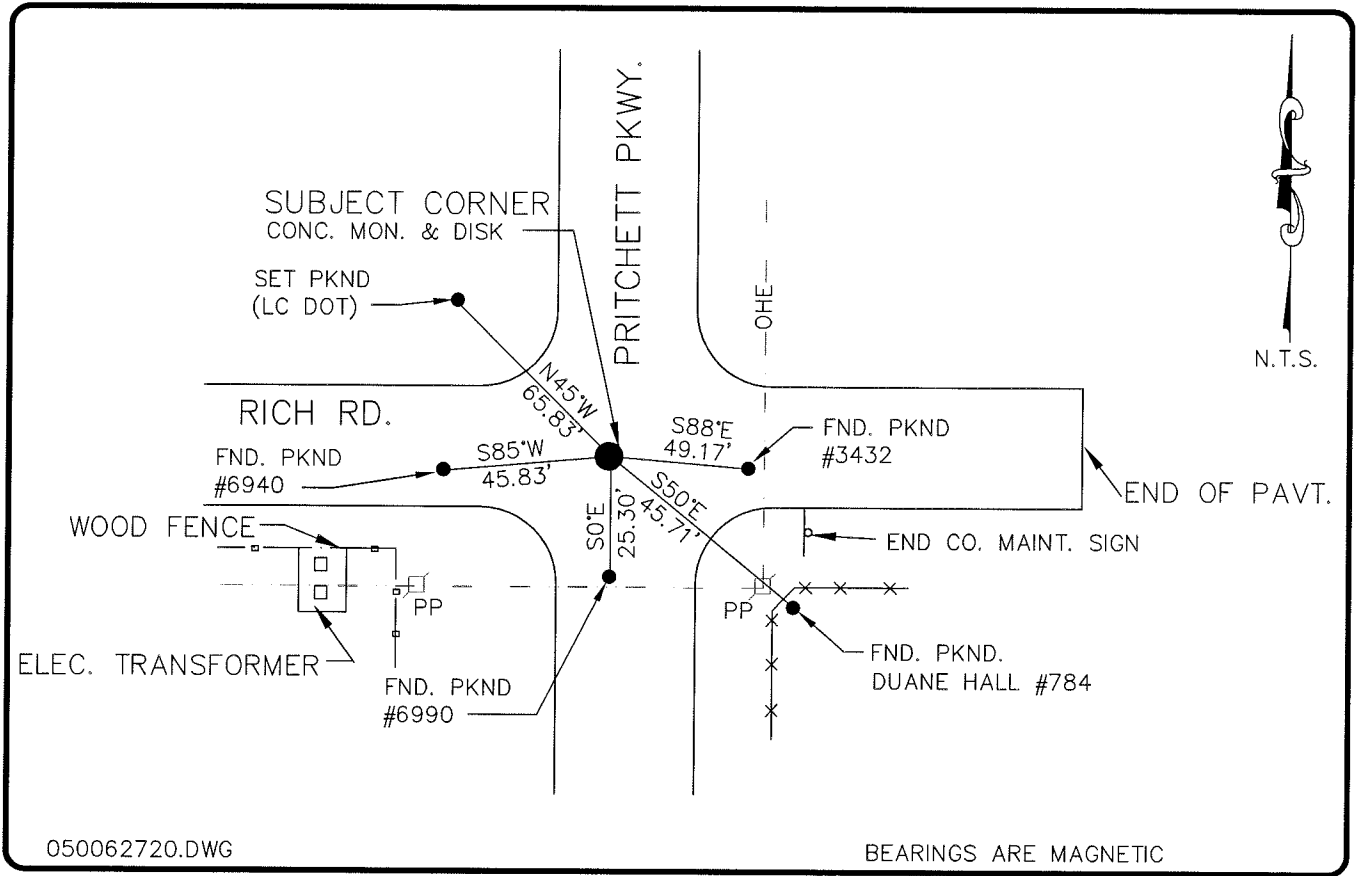 PRITCHETT PKWY.
SUBJECT CORNER
CONC. MON. & DISK
SET PKND
(LC DOT)
OHE
N.T.S.
N45°W
65.83'
RICH RD.
S85°W
45.83'
S88°E
49.17'
FND. PKND
#3432
FND. PKND
#6940
S50°E
45.71'
S0°E
25.30'
END OF PAVT.
WOOD FENCE
END CO. MAINT. SIGN
PP
PP
ELEC. TRANSFORMER
FND. PKND
#6990
FND. PKND.
DUANE HALL #784
050062720.DWG
BEARINGS ARE MAGNETIC